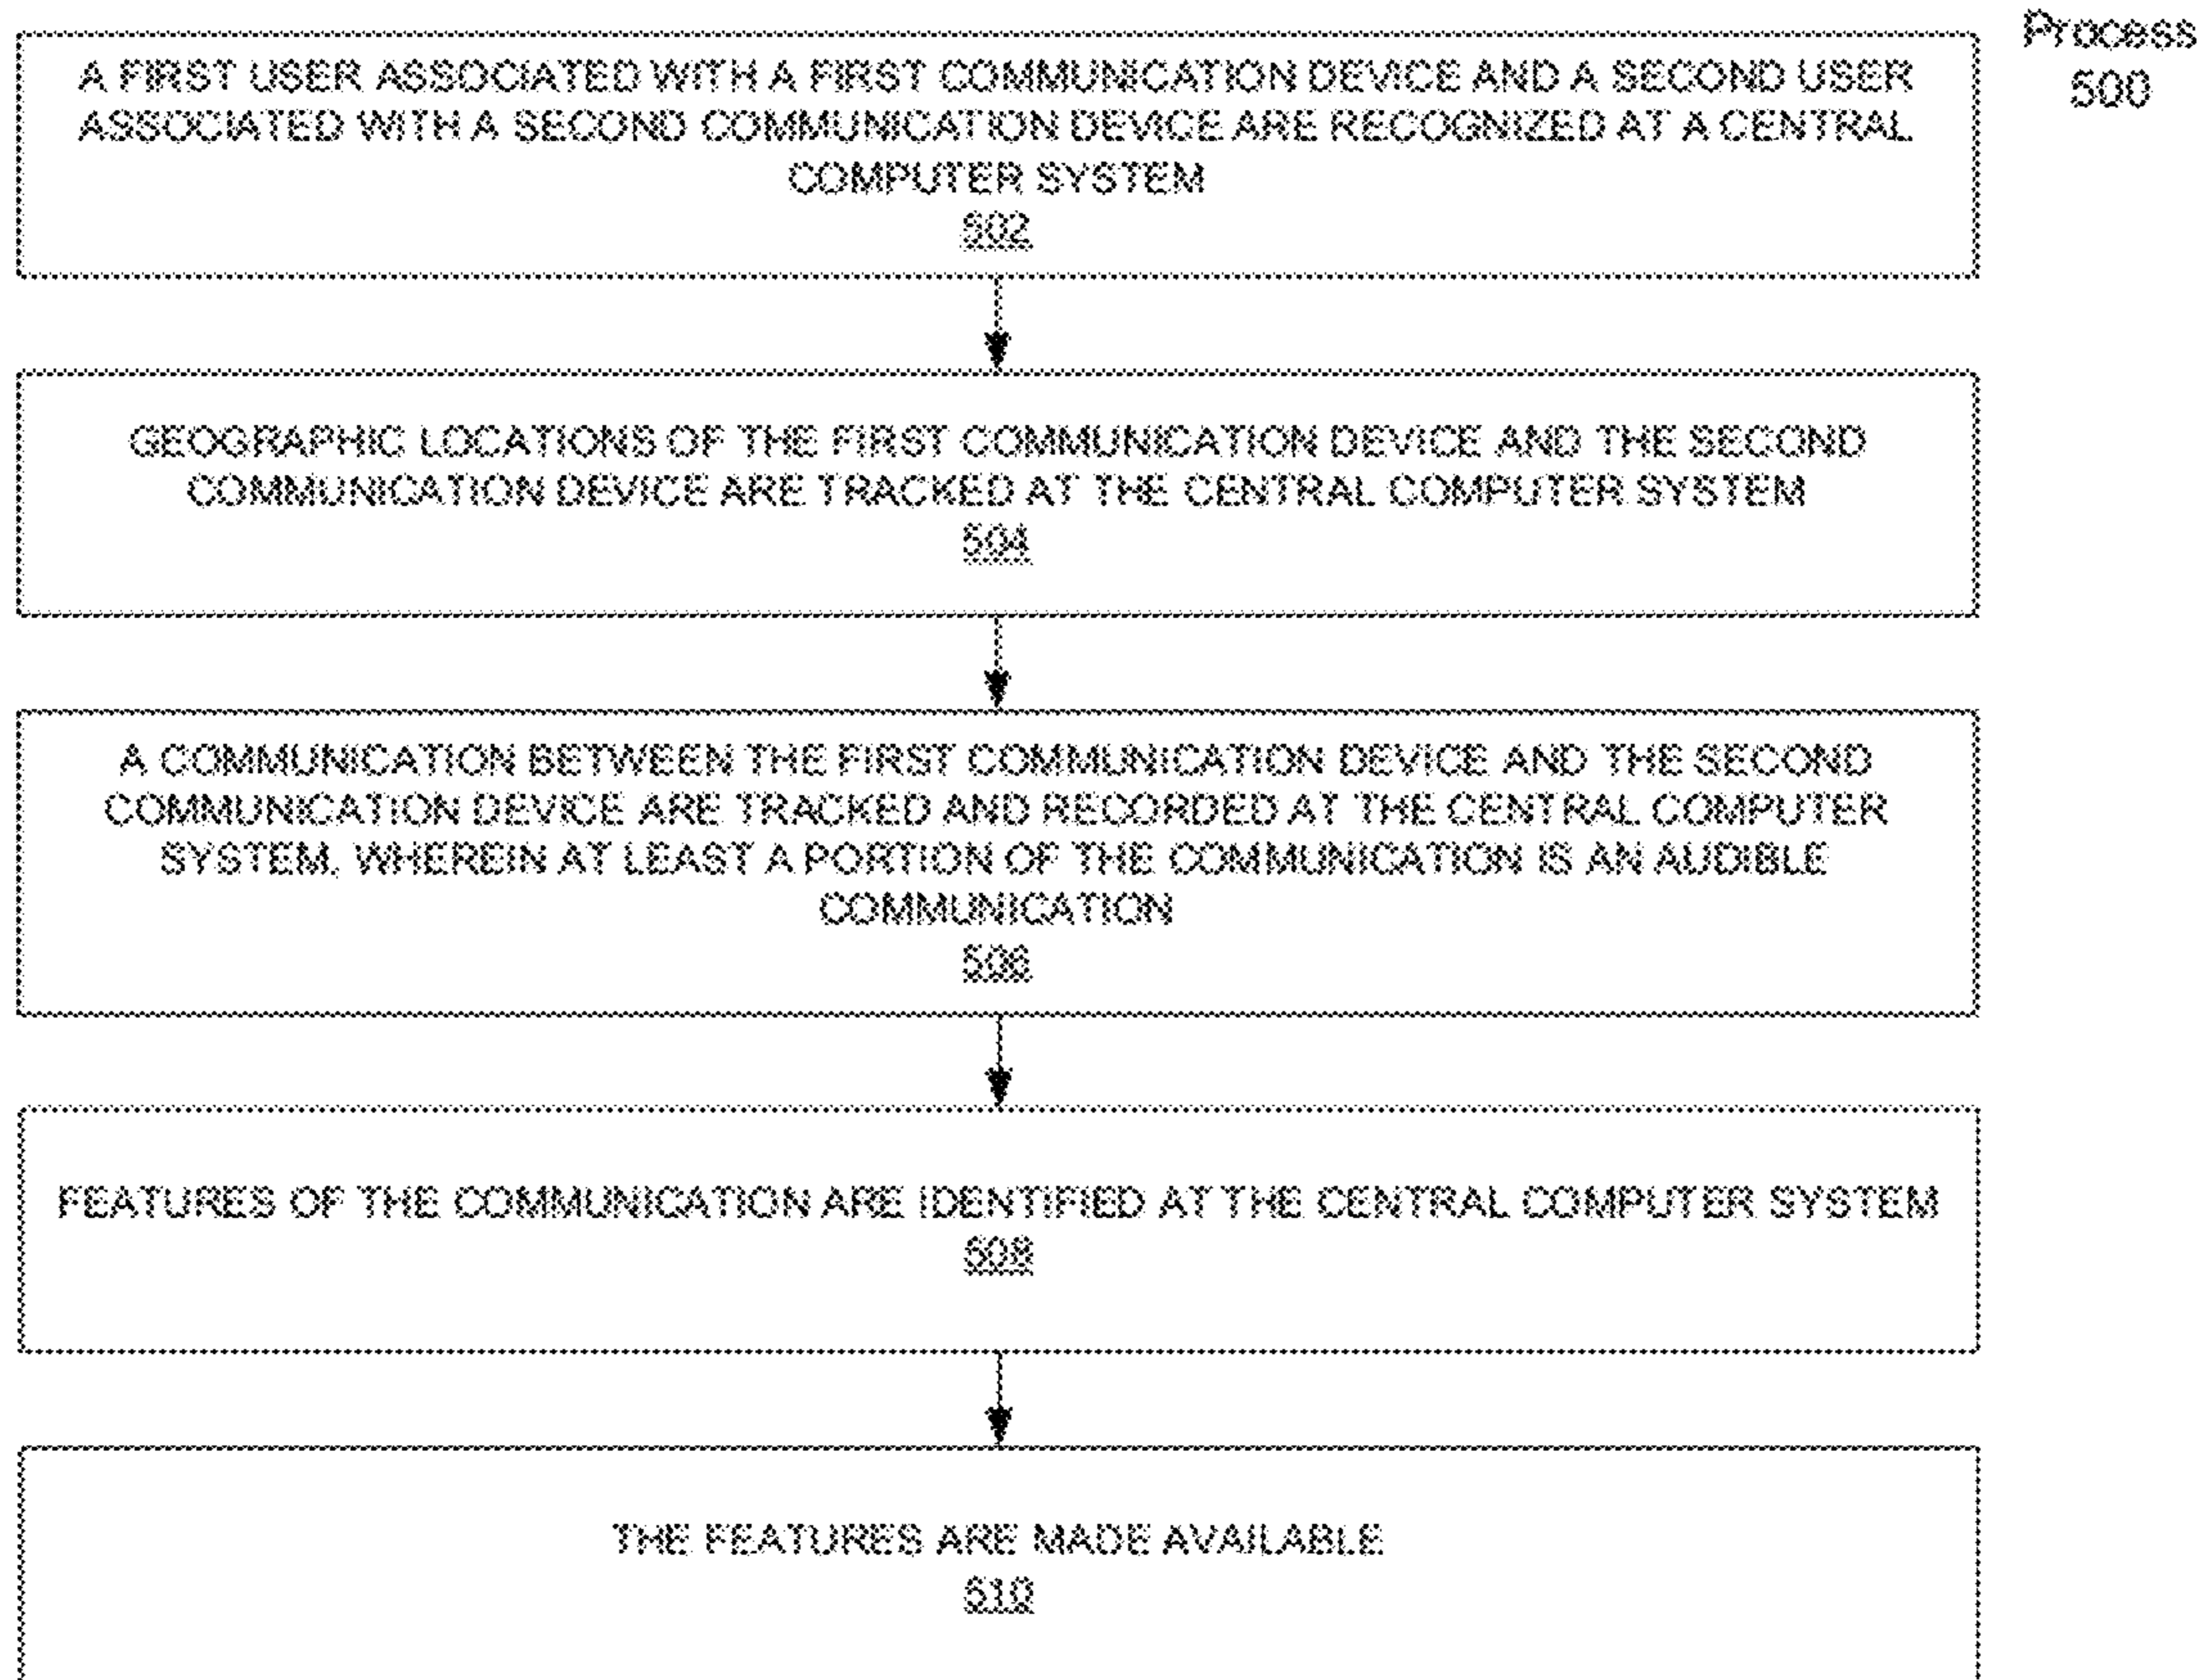 Process
500
A FIRST USER ASSOCIATED WITH A FIRST COMMUNICATION DEVICE AND A SECOND USER
ASSOCIATED WITH A SECOND COMMUNICATION DEVICE ARE RECOGNIZED AT A CENTRAL
COMPUTER SYSTEM
502
GEOGRAPHIC LOCATIONS OF THE FIRST COMMUNICATION DEVICE AND THE SECOND
COMMUNICATION DEVICE ARE TRACKED AT THE CENTRAL COMPUTER SYSTEM
504
A COMMUNICATION BETWEEN THE FIRST COMMUNICATION DEVICE AND THE SECOND
COMMUNICATION DEVICE ARE TRACKED AND RECORDED AT THE CENTRAL COMPUTER
SYSTEM, WHEREIN AT LEAST A PORTION OF THE COMMUNICATION IS AN AUDIBLE
COMMUNICATION
506
FEATURES OF THE COMMUNICATION ARE IDENTIFIED AT THE CENTRAL COMPUTER SYSTEM
508
THE FEATURES ARE MADE AVAILABLE
510